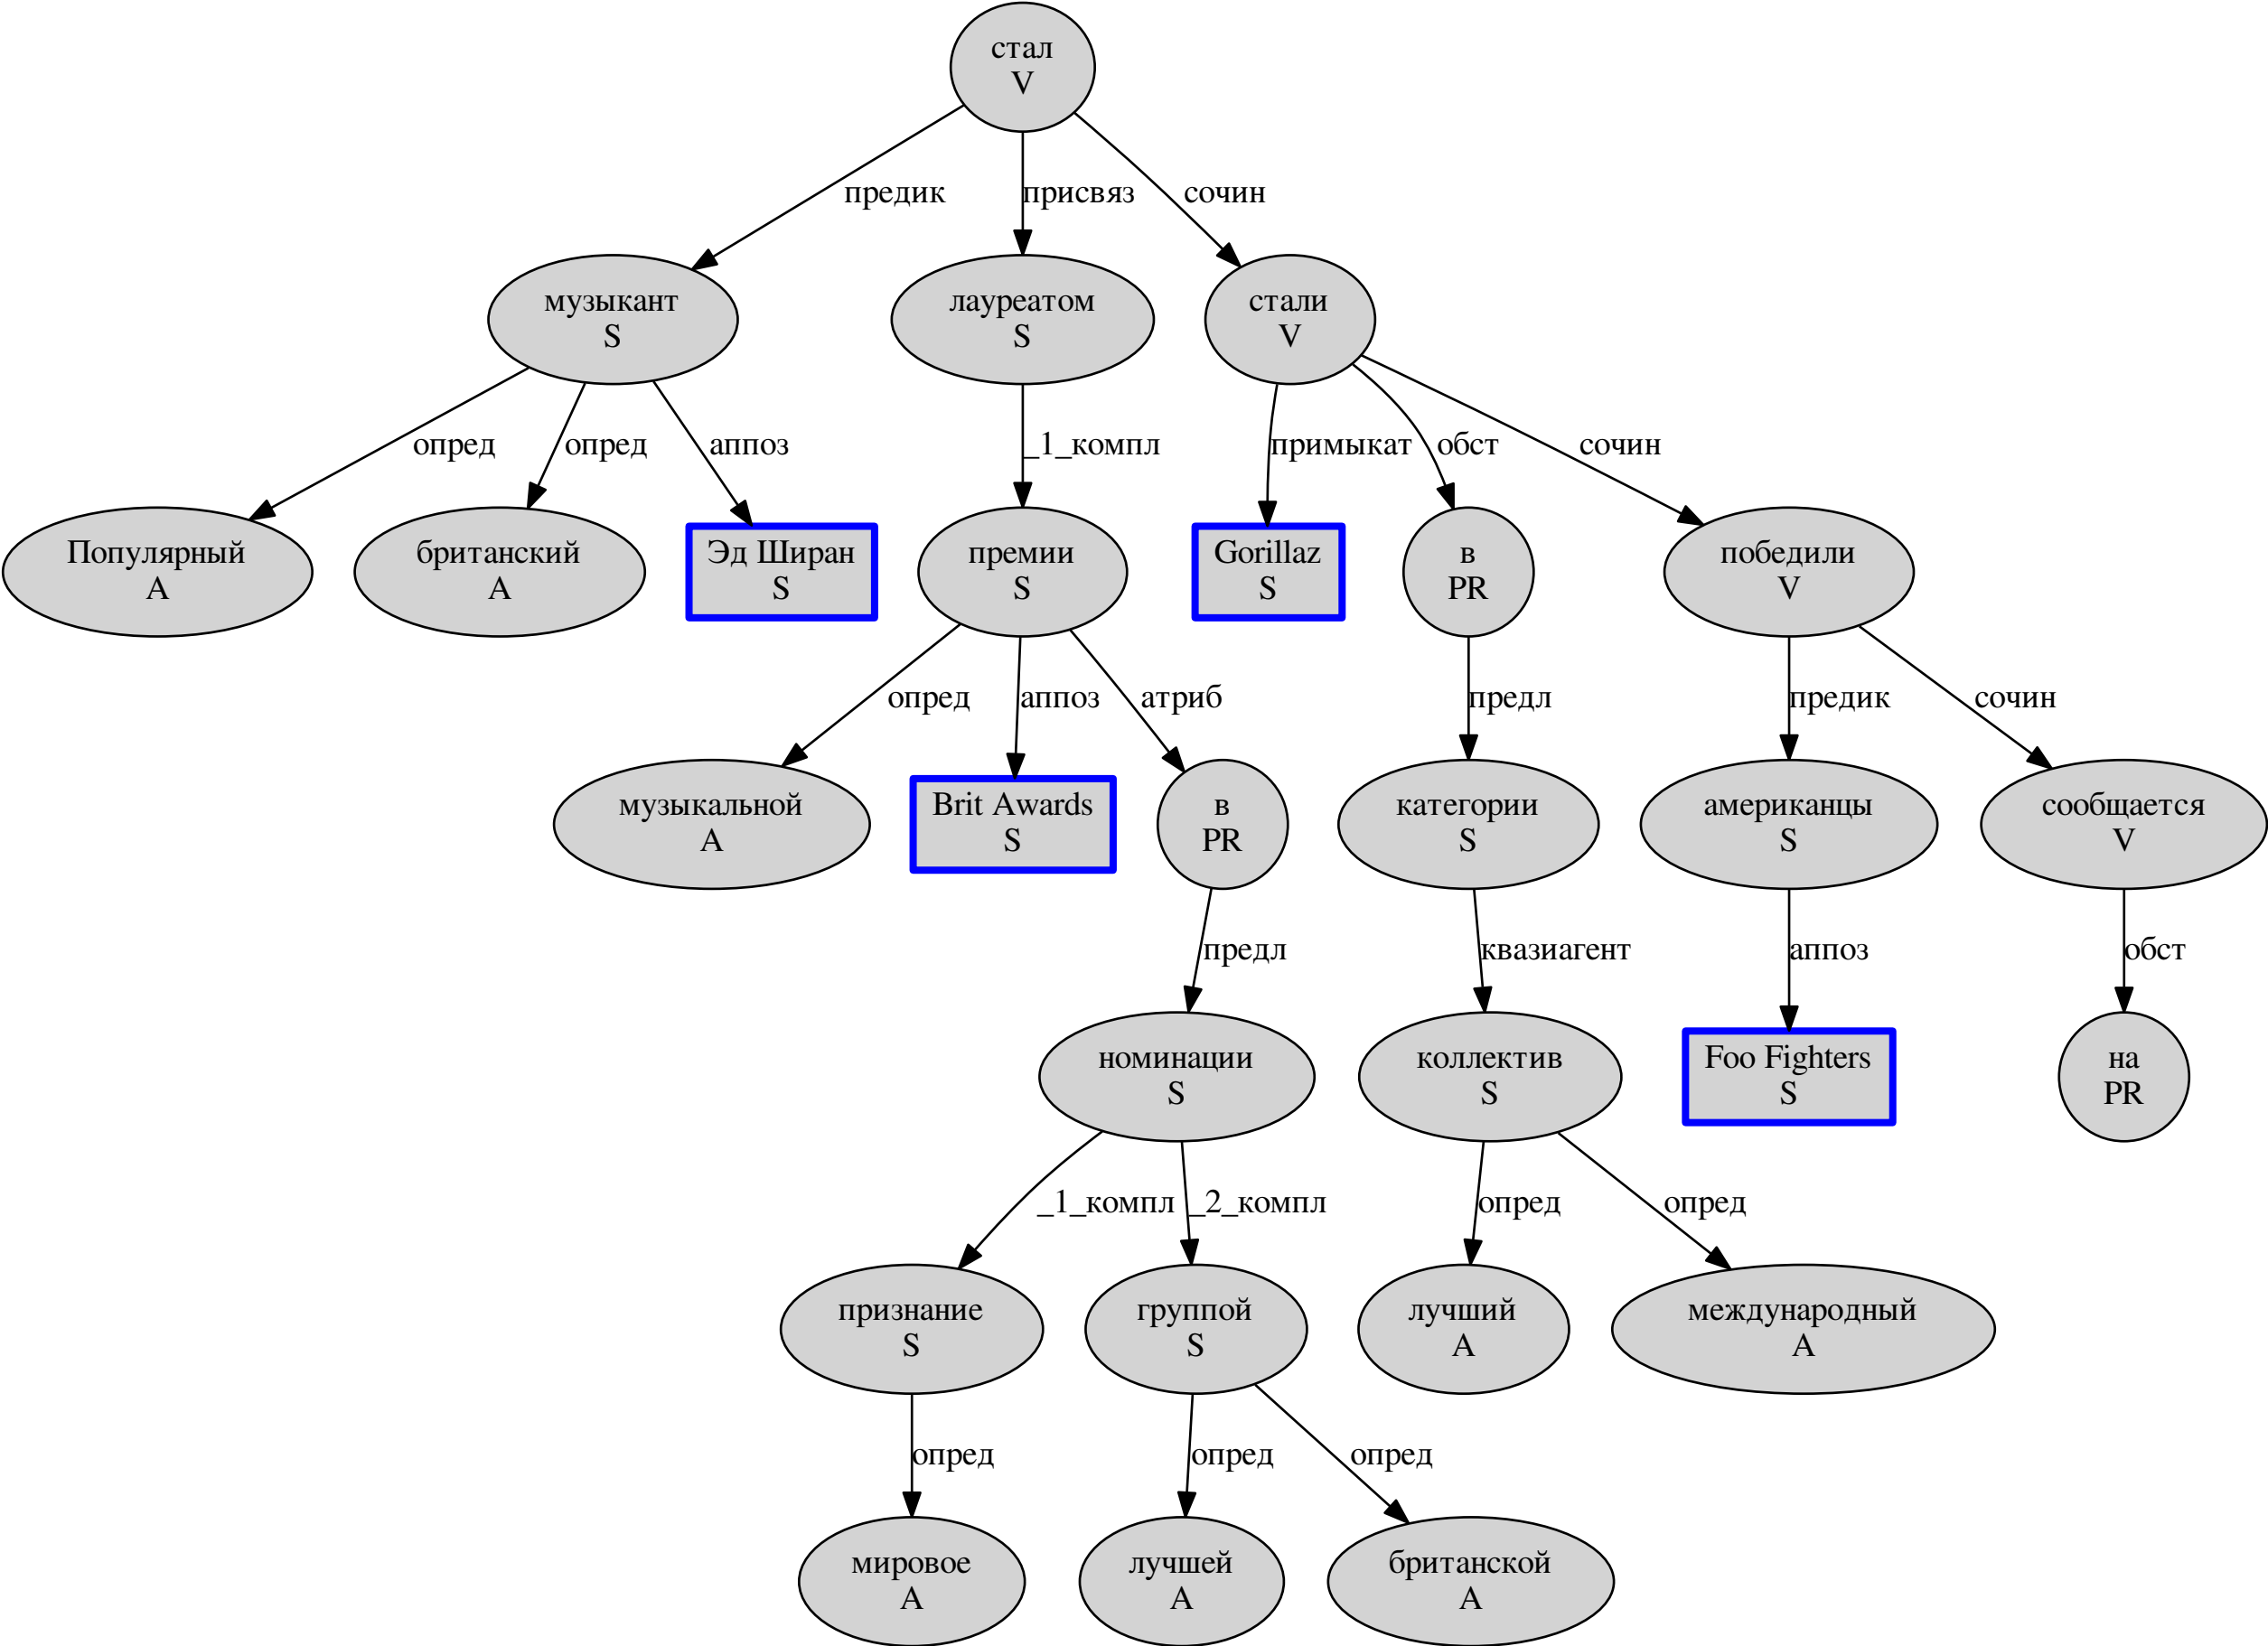 стал
V
предик
присвяз
сочин
музыкант
S
лауреатом
S
стали
V
опред
опред
аппоз
_1_компл
примыкат
обст
сочин
Популярный
A
британский
A
Эд Ширан
S
премии
S
Gorillaz
S
в
PR
победили
V
опред
аппоз
атриб
предл
предик
сочин
музыкальной
A
Brit Awards
S
в
PR
категории
S
американцы
S
сообщается
V
предл
квазиагент
аппоз
обст
номинации
S
коллектив
S
Foo Fighters
S
на
PR
_1_компл
_2_компл
опред
опред
признание
S
группой
S
лучший
A
международный
A
опред
опред
опред
мировое
A
лучшей
A
британской
A